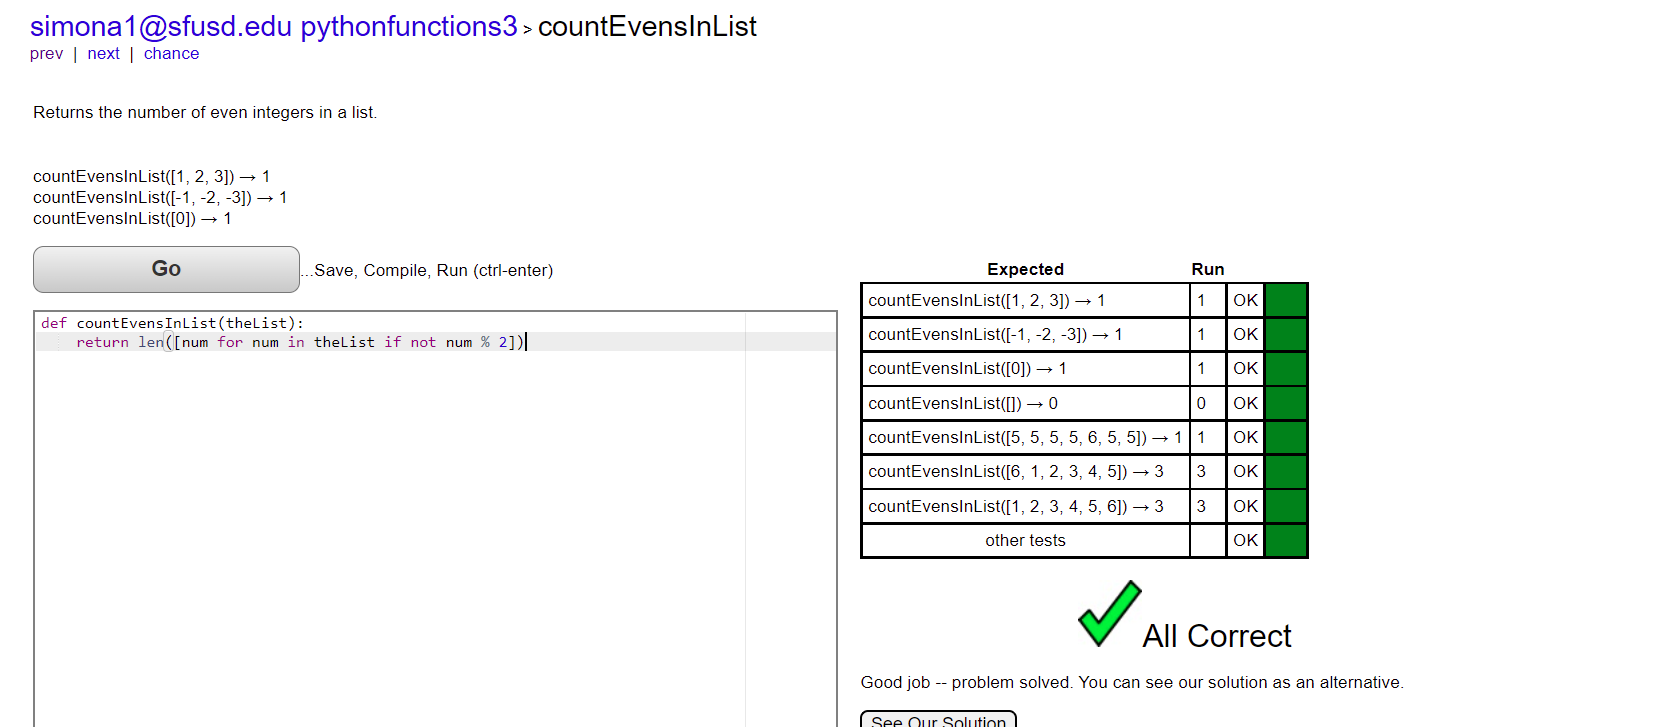 simona1@sfusd.edu pythonfunctions3 > countEvensInList
prev | next | chance
Returns the number of even integers in a list.
countEvensInList([1, 2, 3]) → 1
countEvensInList([-1, -2, -3]) → 1
countEvensInList([0]) → 1
Go
...Save, Compile, Run (ctrl-enter)
def countEvensInList(theList):
    return len([num for num in theList if not num % 2])
Expected Run
countEvensInList([1, 2, 3]) → 1 1 OK
countEvensInList([-1, -2, -3]) → 1 1 OK
countEvensInList([0]) → 1 1 OK
countEvensInList([]) → 0 0 OK
countEvensInList([5, 5, 5, 5, 6, 5, 5]) → 1 1 OK
countEvensInList([6, 1, 2, 3, 4, 5]) → 3 3 OK
countEvensInList([1, 2, 3, 4, 5, 6]) → 3 3 OK
other tests OK
All Correct
Good job -- problem solved. You can see our solution as an alternative.
See Our Solution